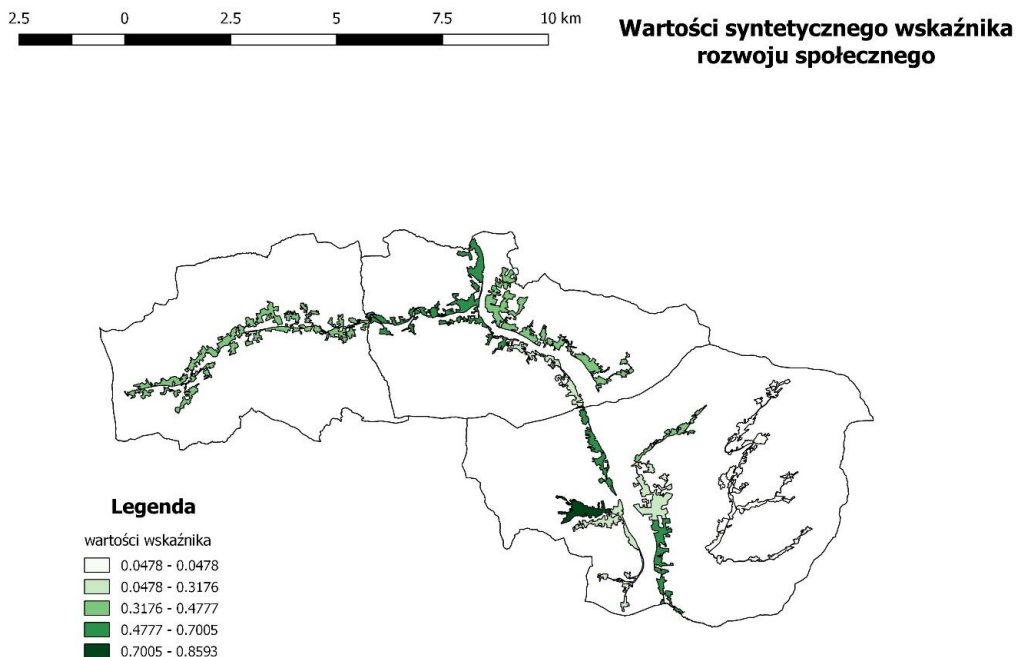 2.5 0 2.5 5 7.5 10 km
Wartości syntetycznego wskaźnika
rozwoju społecznego
Legenda
wartości wskaźnika
0.0478 - 0.0478
0.0478 - 0.3176
0.3176 - 0.4777
0.4777 - 0.7005
0.7005 - 0.8593